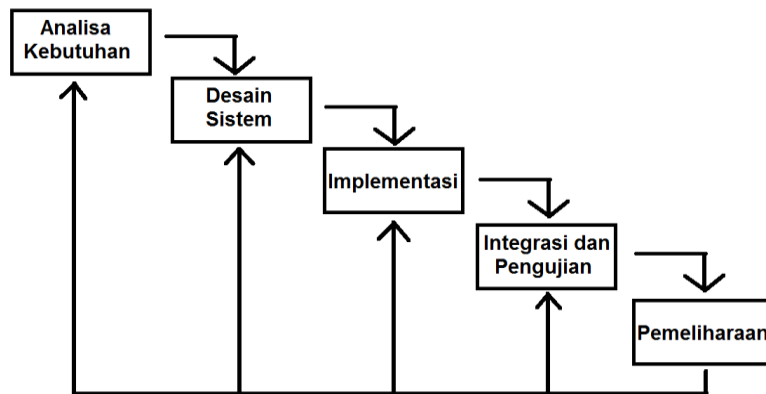 Analisa
Kebutuhan
Desain
Sistem
Implementasi
Integrasi dan
Pengujian
Pemeliharaan